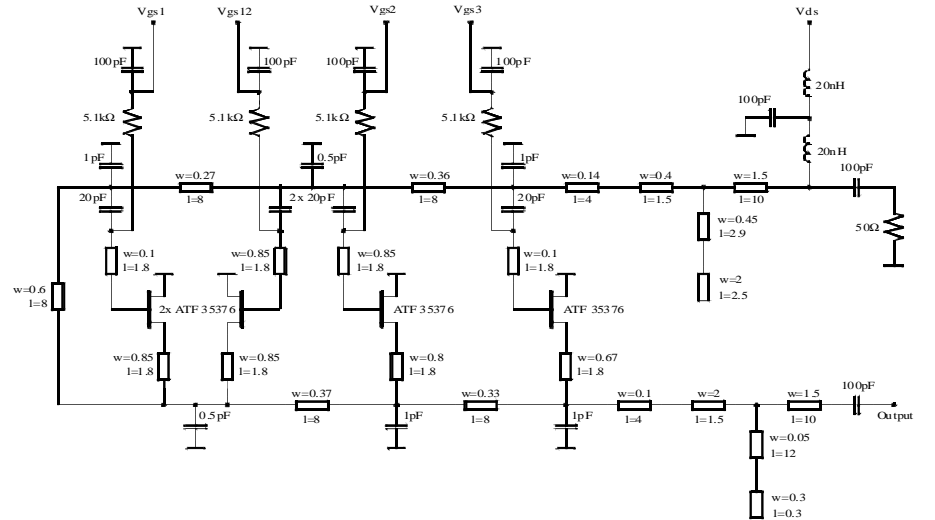 Vgs1 Vgs12 Vgs2 Vgs3 Vds
100pF 100pF 100pF 100pF
20nH
100pF
5.1kΩ 5.1kΩ 5.1kΩ 5.1kΩ
20nH
1pF 0.5pF 1pF
100pF
w=0.27 w=0.36 w=0.14 w=0.4 w=1.5
l=8 l=8 l=4 l=1.5 l=10
20pF 2x 20pF 20pF
w=0.45
l=2.9
50Ω
w=0.1 w=0.85 w=0.85 w=0.1
l=1.8 l=1.8 l=1.8 l=1.8
w=2
l=2.5
w=0.6
l=8
2x ATF 35376 ATF 35376 ATF 35376
w=0.85 w=0.85 w=0.8 w=0.67
l=1.8 l=1.8 l=1.8 l=1.8
100pF
w=0.37 w=0.33 w=0.1 w=2 w=1.5
0.5pF 1pF 1pF
l=8 l=8 l=4 l=1.5 l=10
Output
w=0.05
l=12
w=0.3
l=0.3